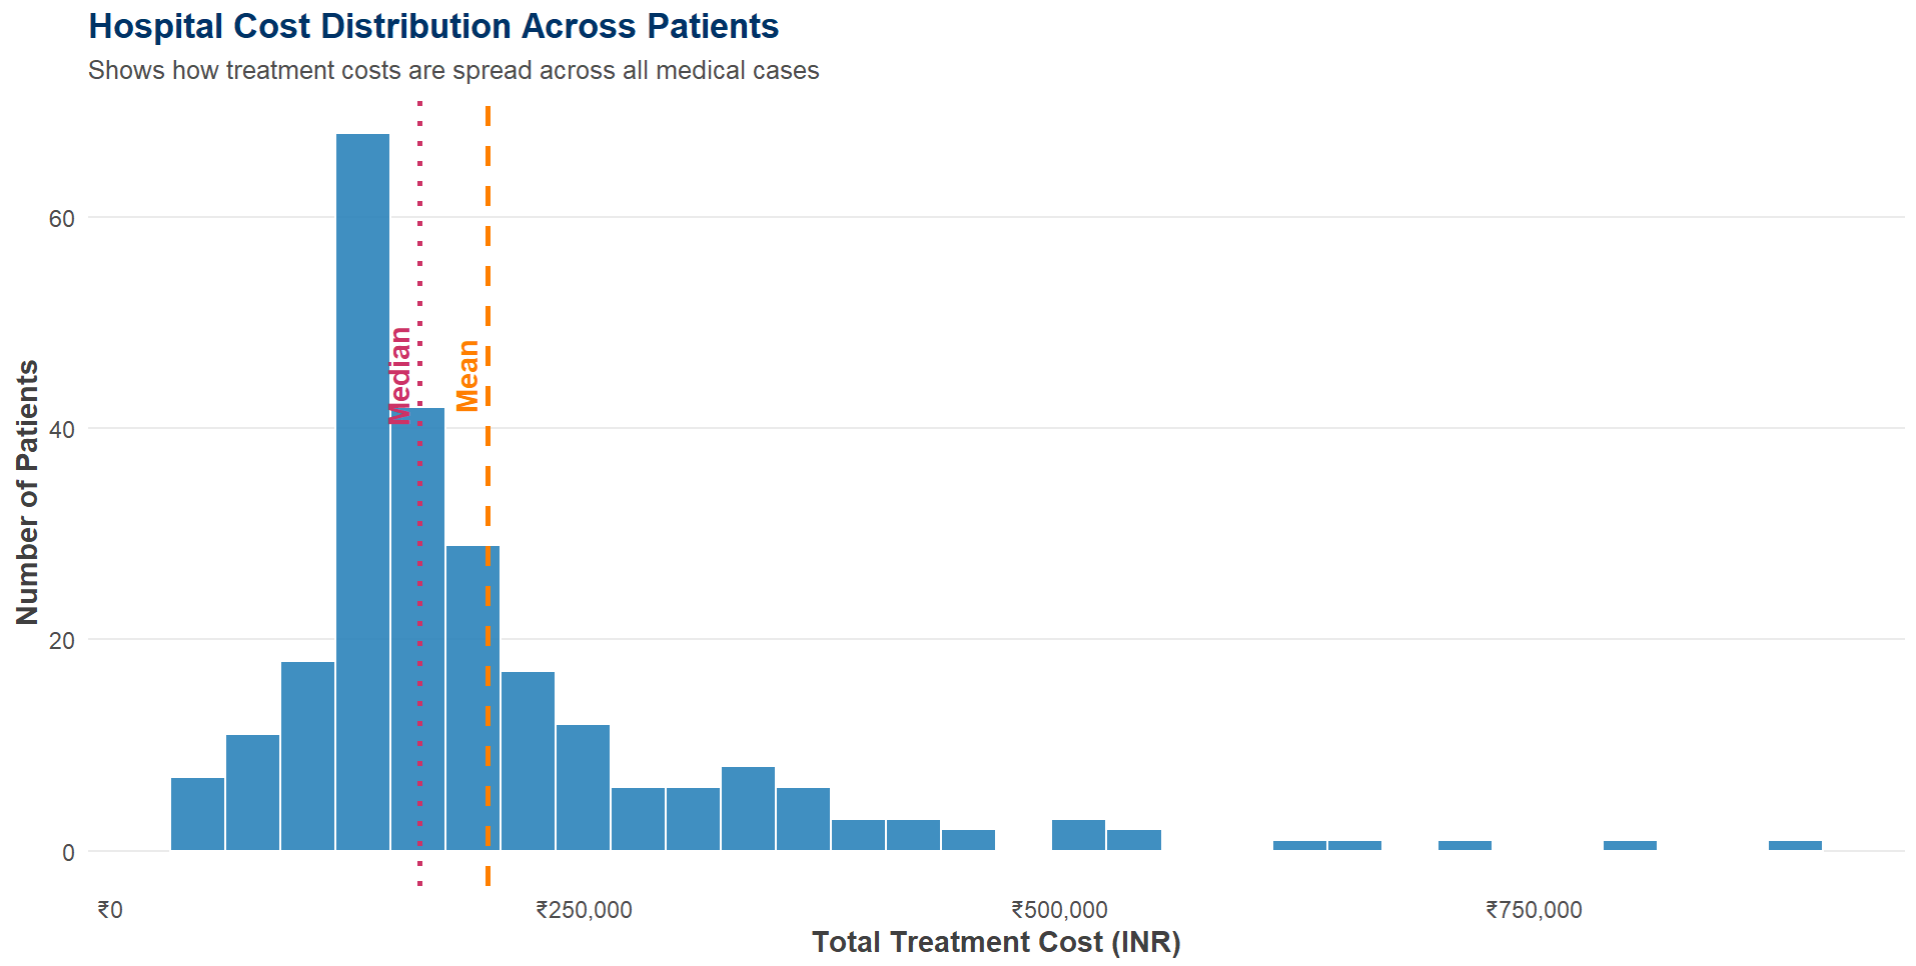 Hospital Cost Distribution Across Patients
Shows how treatment costs are spread across all medical cases
Number of Patients
60
40
20
0
Median
Mean
₹0
₹250,000
₹500,000
₹750,000
Total Treatment Cost (INR)